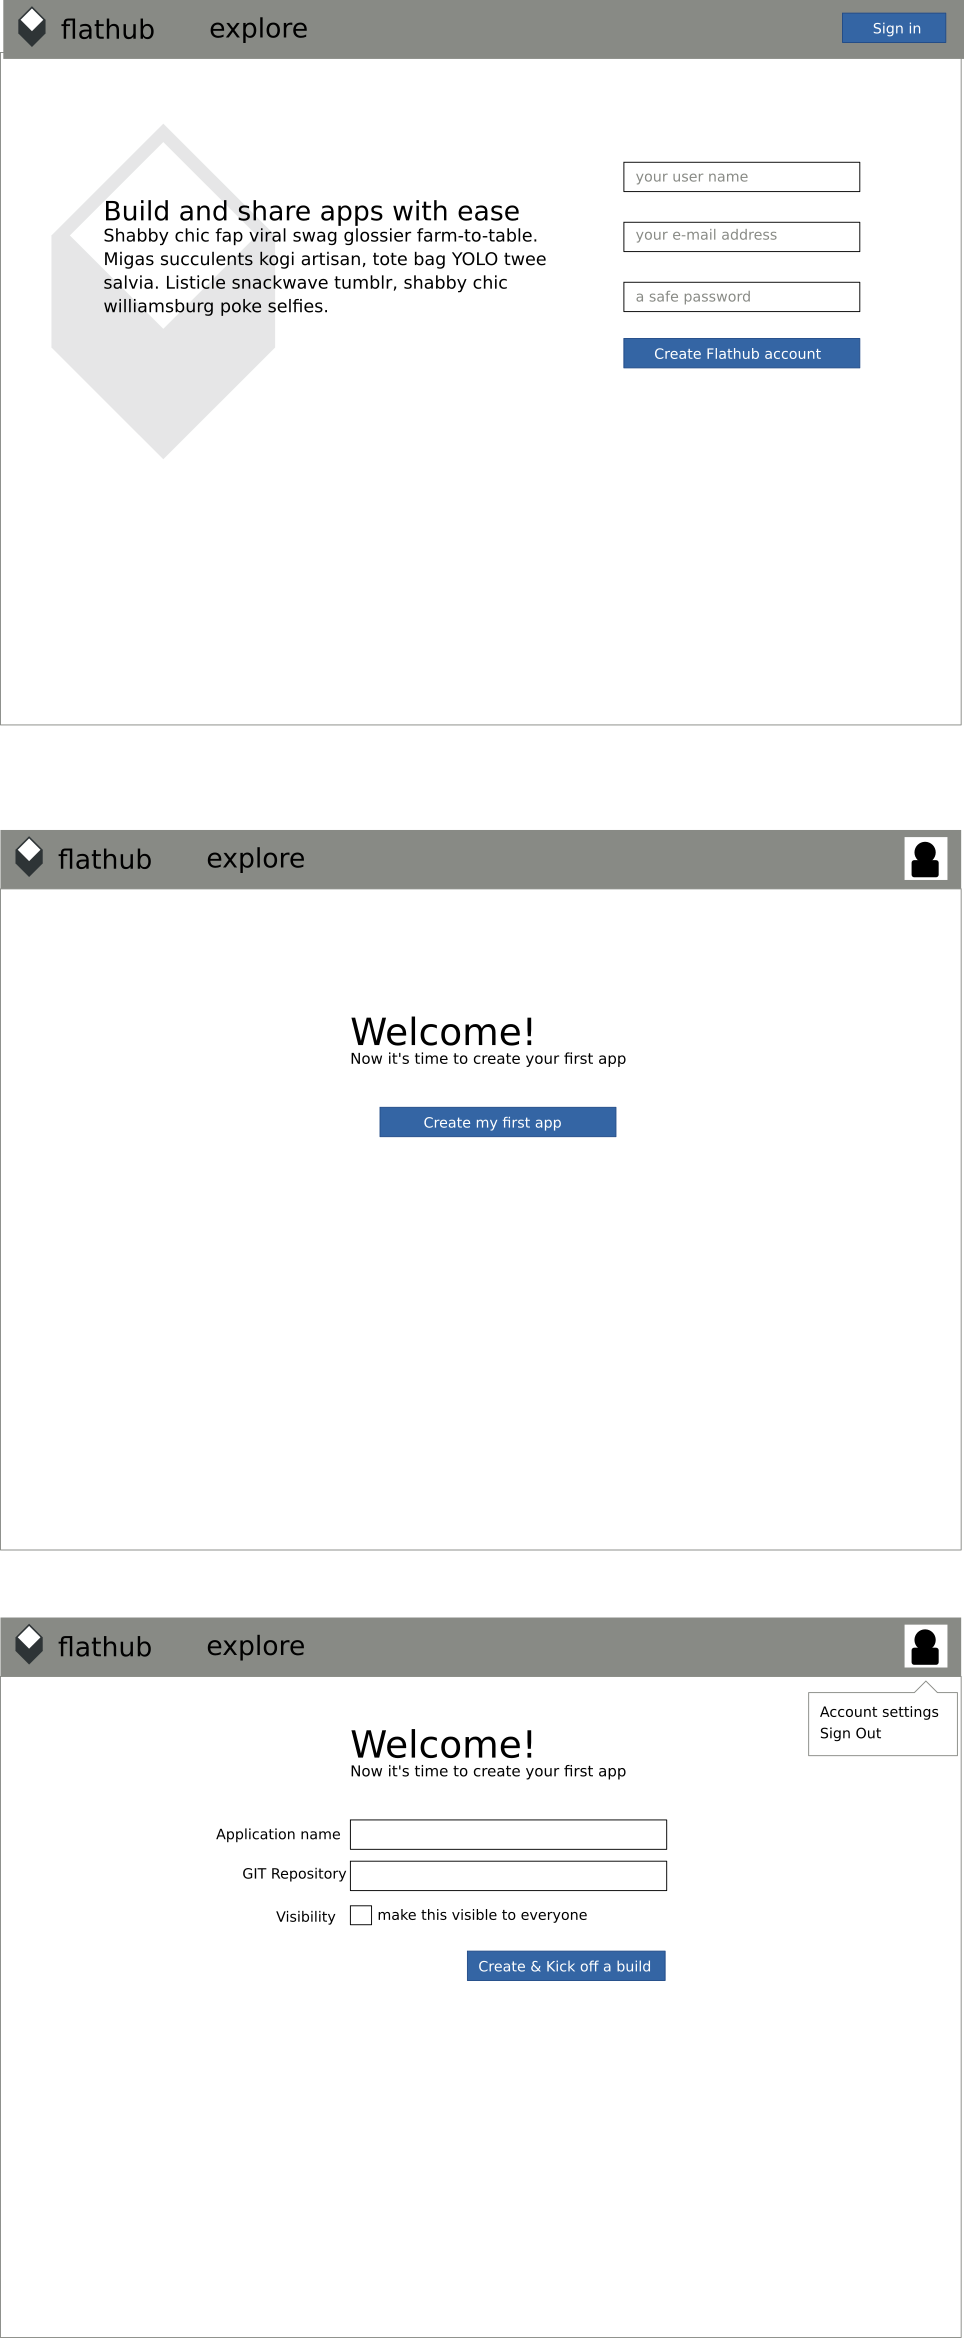 flathub explore Sign in
Build and share apps with ease
Shabby chic fap viral swag glossier farm-to-table.
Migas succulents kogi artisan, tote bag YOLO twee
salvia. Listicle snackwave tumblr, shabby chic
williamsburg poke selfies.
your user name
your e-mail address
a safe password
Create Flathub account
flathub explore
Welcome!
Now it's time to create your first app
Create my first app
flathub explore
Account settings
Sign Out
Welcome!
Now it's time to create your first app
Application name
GIT Repository
Visibility make this visible to everyone
Create & Kick off a build